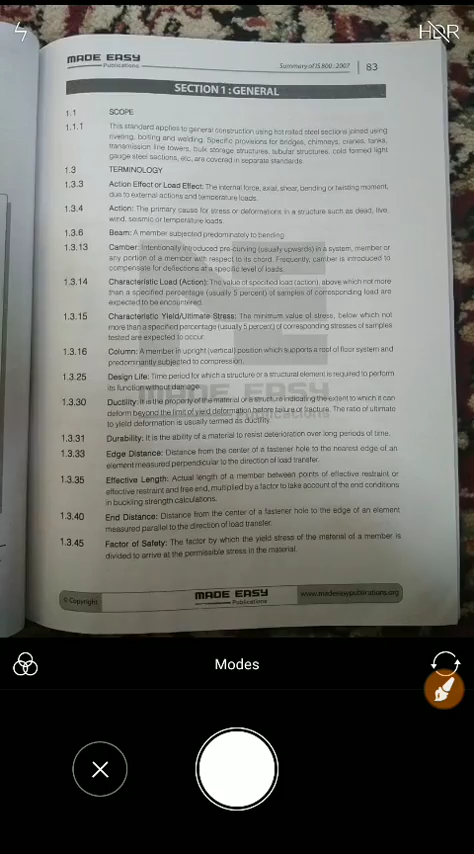 HDR
MADE EASY
Publications
Summary of IS 800 : 2007 | 83
SECTION 1 : GENERAL
1.1 SCOPE
1.1.1 This standard applies to general construction using hot rolled steel sections joined using
riveting, bolting and welding. Specific provisions for bridges, chimneys, cranes, tanks,
transmission line towers, bulk storage structures, tubular structures, cold formed light
gauge steel sections, etc, are covered in separate standards.
1.3 TERMINOLOGY
1.3.3 Action Effect or Load Effect: The internal force, axial, shear, bending or twisting moment,
due to external actions and temperature loads.
1.3.4 Action: The primary cause for stress or deformations in a structure such as dead, live,
wind, seismic or temperature loads.
1.3.6 Beam: A member subjected predominately to bending.
1.3.13 Camber: Intentionally introduced pre-curving (usually upwards) in a system, member or
any portion of a member with respect to its chord. Frequently, camber is introduced to
compensate for deflections at a specific level of loads.
1.3.14 Characteristic Load (Action): The value of specified load (action), above which not more
than a specified percentage (usually 5 percent) of samples of corresponding load are
expected to be encountered.
1.3.15 Characteristic Yield/Ultimate Stress: The minimum value of stress, below which not
more than a specified percentage (usually 5 percent) of corresponding stresses of samples
tested are expected to occur.
1.3.16 Column: A member in upright (vertical) position which supports a roof of floor system and
predominantly subjected to compression.
1.3.25 Design Life: Time period for which a structure or a structural element is required to perform
its function without damage.
1.3.30 Ductility: It is the property of the material or a structure indicating the extent to which it can
deform beyond the limit of yield deformation before failure or fracture. The ratio of ultimate
to yield deformation is usually termed as ductility.
MADE EASY
Publications
1.3.31 Durability: It is the ability of a material to resist deterioration over long periods of time.
1.3.33 Edge Distance: Distance from the center of a fastener hole to the nearest edge of an
element measured perpendicular to the direction of load transfer.
1.3.35 Effective Length: Actual length of a member between points of effective restraint or
effective restraint and free end, multiplied by a factor to take account of the end conditions
in buckling strength calculations.
1.3.40 End Distance: Distance from the center of a fastener hole to the edge of an element
measured parallel to the direction of load transfer.
1.3.45 Factor of Safety: The factor by which the yield stress of the material of a member is
divided to arrive at the permissible stress in the material.
© Copyright
MADE EASY
Publications
www.madeeasypublications.org
Modes